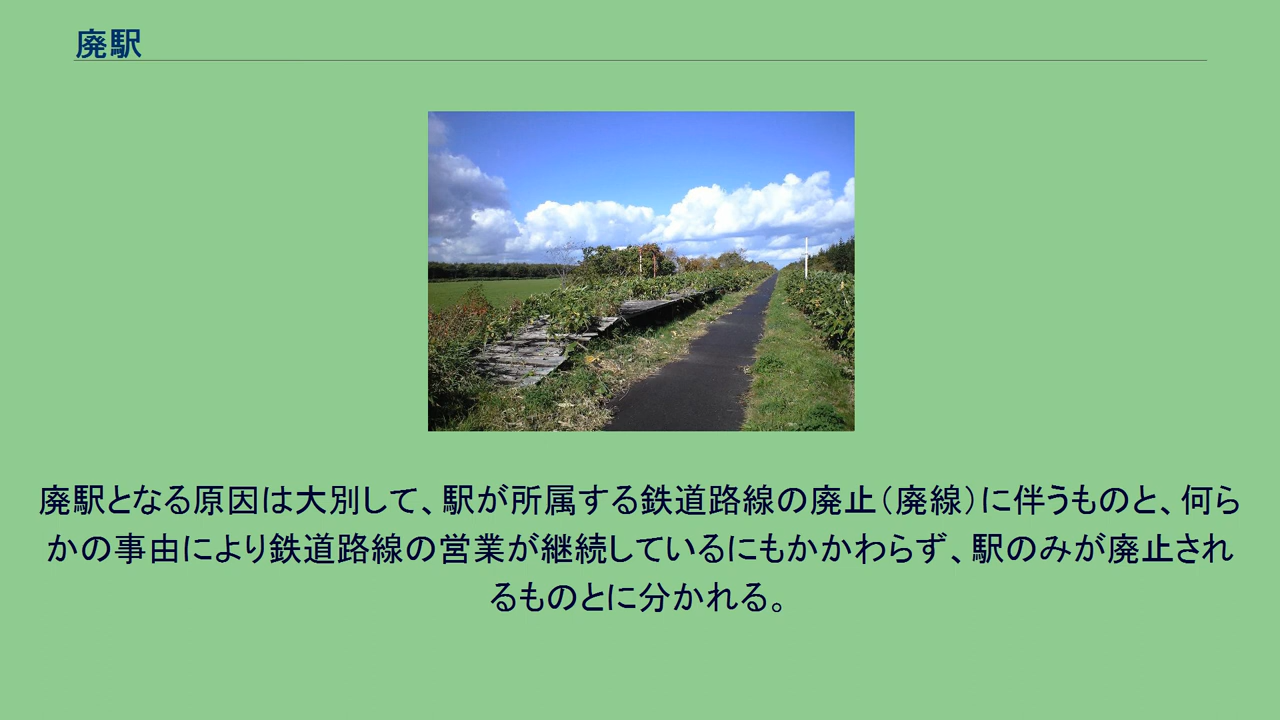 廃駅
廃駅となる原因は大別して、駅が所属する鉄道路線の廃止（廃線）に伴うものと、何ら
かの事由により鉄道路線の営業が継続しているにもかかわらず、駅のみが廃止され
るものとに分かれる。